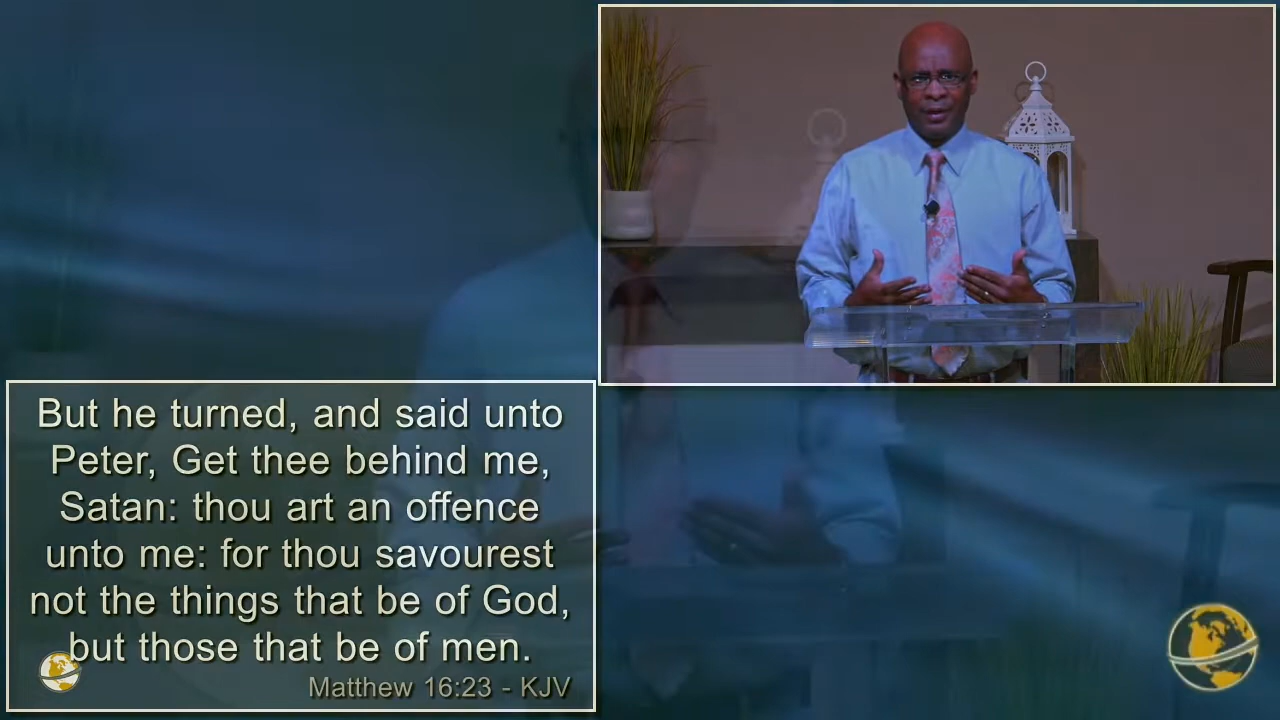 But he turned, and said unto
Peter, Get thee behind me,
Satan: thou art an offence
unto me: for thou savourest
not the things that be of God,
but those that be of men.
Matthew 16:23 - KJV